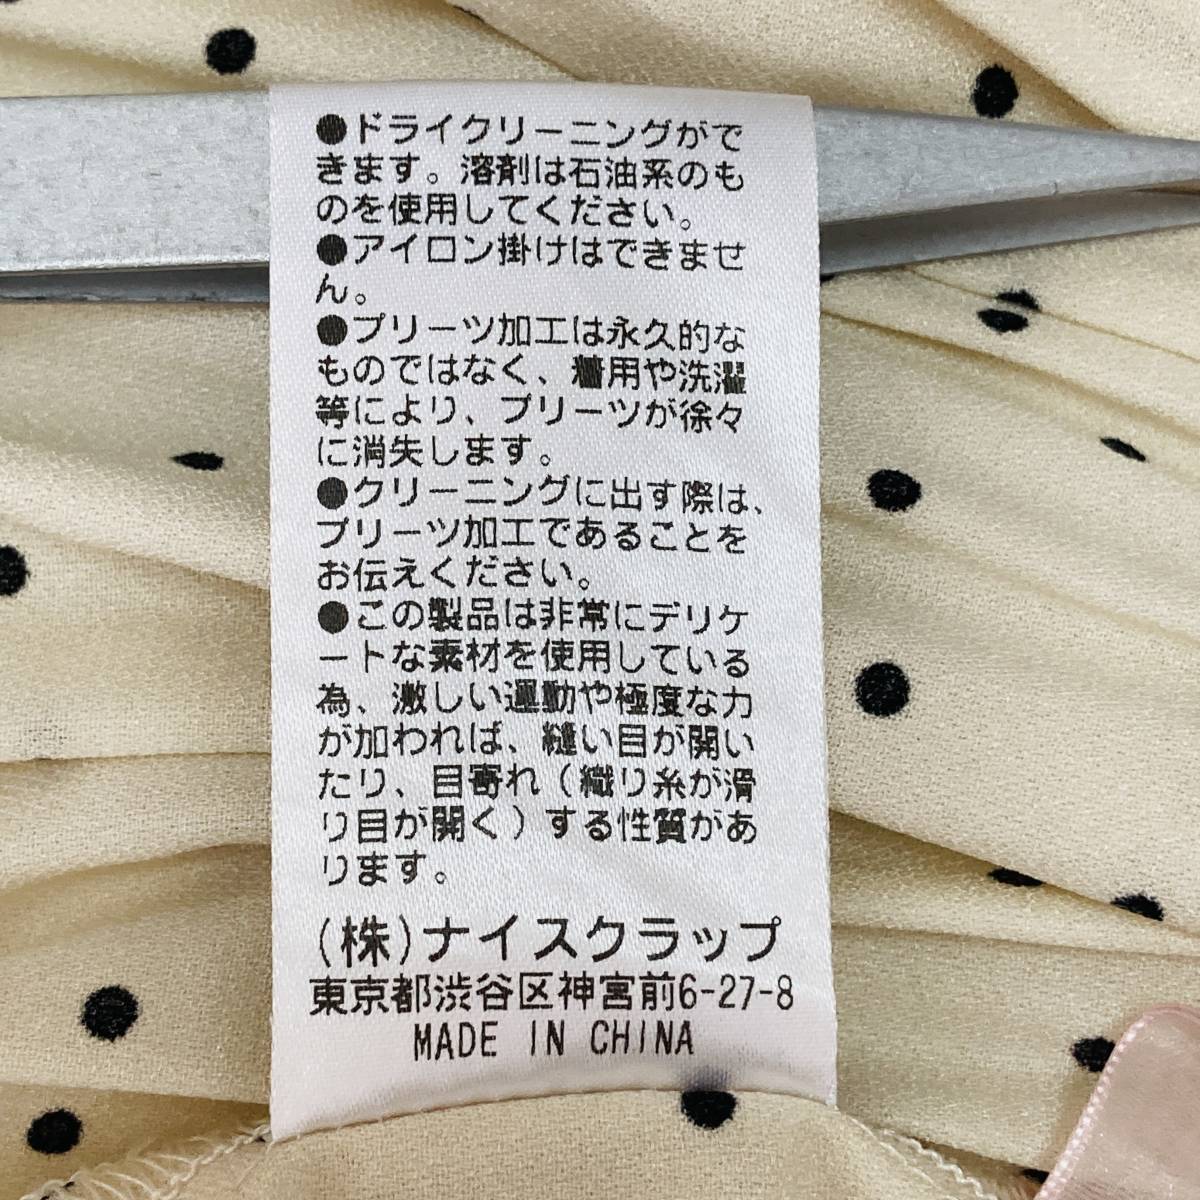 ●ドライクリーニングがで
きます。溶剤は石油系のも
のを使用してください。
●アイロン掛けはできませ
ん。
●プリーツ加工は永久的な
ものではなく、着用や洗濯
等により、プリーツが徐々
に消失します。
●クリーニングに出す際は、
プリーツ加工であることを
お伝えください。
●この製品は非常にデリケ
ートな素材を使用している
為、激しい運動や極度な力
が加われば、縫い目が開い
たり、目寄れ（織り糸が滑
り目が開く）する性質があ
ります。
(株)ナイスクラップ
東京都渋谷区神宮前6-27-8
MADE IN CHINA